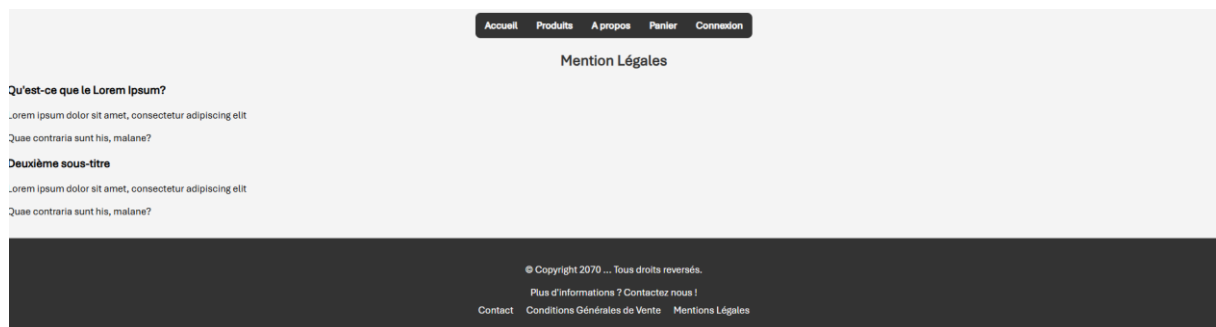 Accueil Produits A propos Panier Connexion
Mention Légales
Qu'est-ce que le Lorem Ipsum?
Lorem ipsum dolor sit amet, consectetur adipiscing elit
Quae contraria sunt his, malane?
Deuxième sous-titre
Lorem ipsum dolor sit amet, consectetur adipiscing elit
Quae contraria sunt his, malane?
© Copyright 2070 ... Tous droits reversés.
Plus d'informations ? Contactez nous !
Contact Conditions Générales de Vente Mentions Légales